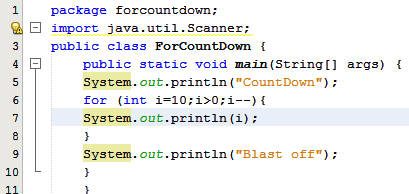 1 package forcountdown;
import java.util.Scanner;
3 public class ForCountDown {
4 public static void main(String[] args) {
5 System.out.println("CountDown");
6 for (int i=10;i>0;i--){
7 System.out.println(i);
8 }
9 System.out.println("Blast off");
10 }
11 }